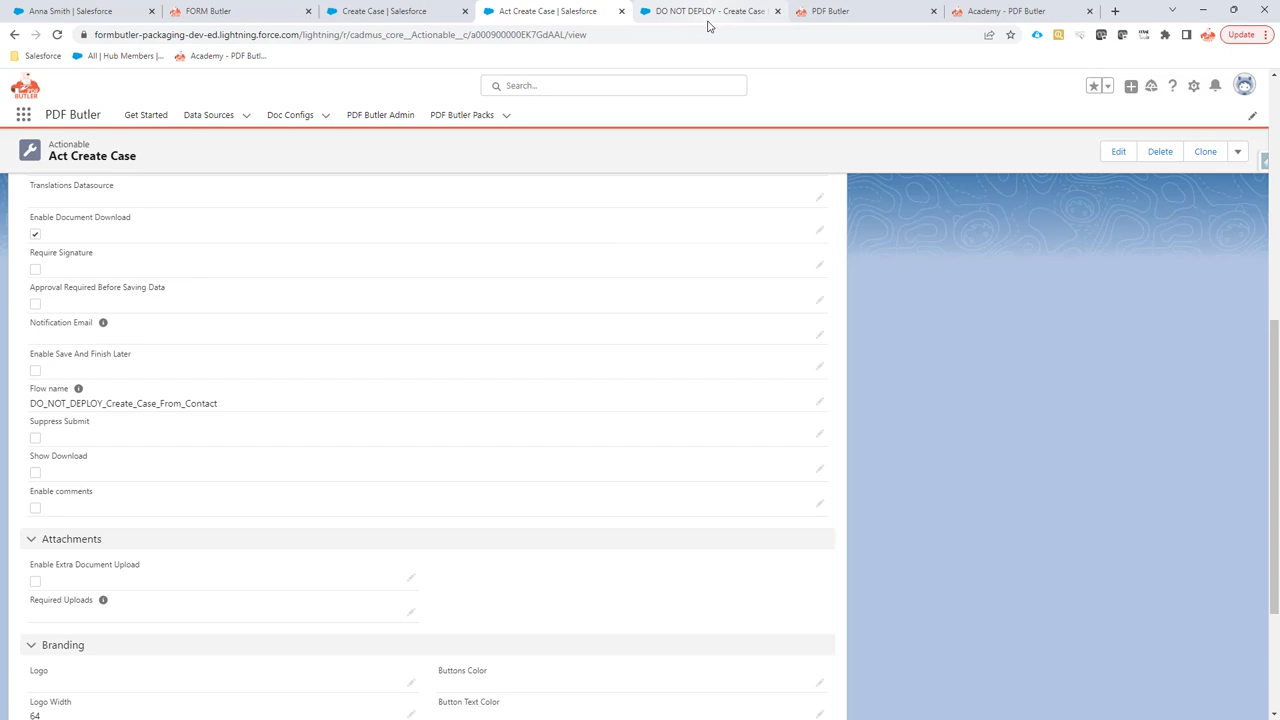 Anna Smith | Salesforce
FORM Butler
Create Case | Salesforce
Act Create Case | Salesforce
DO NOT DEPLOY - Create Case
PDF Butler
Academy - PDF Butler
formbutler-packaging-dev-ed.lightning.force.com/lightning/r/cadmus_core__Actionable__c/a000900000EK7GdAAL/view
Update
Salesforce
All | Hub Members |...
Academy - PDF Butl...
PDF BUTLER
Search...
PDF Butler
Get Started
Data Sources
Doc Configs
PDF Butler Admin
PDF Butler Packs
Actionable
Act Create Case
Edit
Delete
Clone
Translations Datasource
Enable Document Download
Require Signature
Approval Required Before Saving Data
Notification Email
Enable Save And Finish Later
Flow name
DO_NOT_DEPLOY_Create_Case_From_Contact
Suppress Submit
Show Download
Enable comments
Attachments
Enable Extra Document Upload
Required Uploads
Branding
Logo
Buttons Color
Logo Width
Button Text Color
64